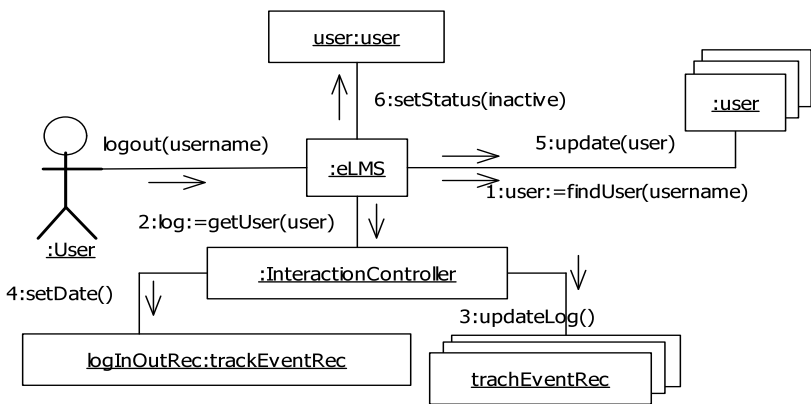 user:user
6:setStatus(inactive)
:user
logout(username)
:eLMS
5:update(user)
1:user:=findUser(username)
:User
2:log:=getUser(user)
:InteractionController
4:setDate()
3:updateLog()
logInOutRec:trackEventRec
trachEventRec